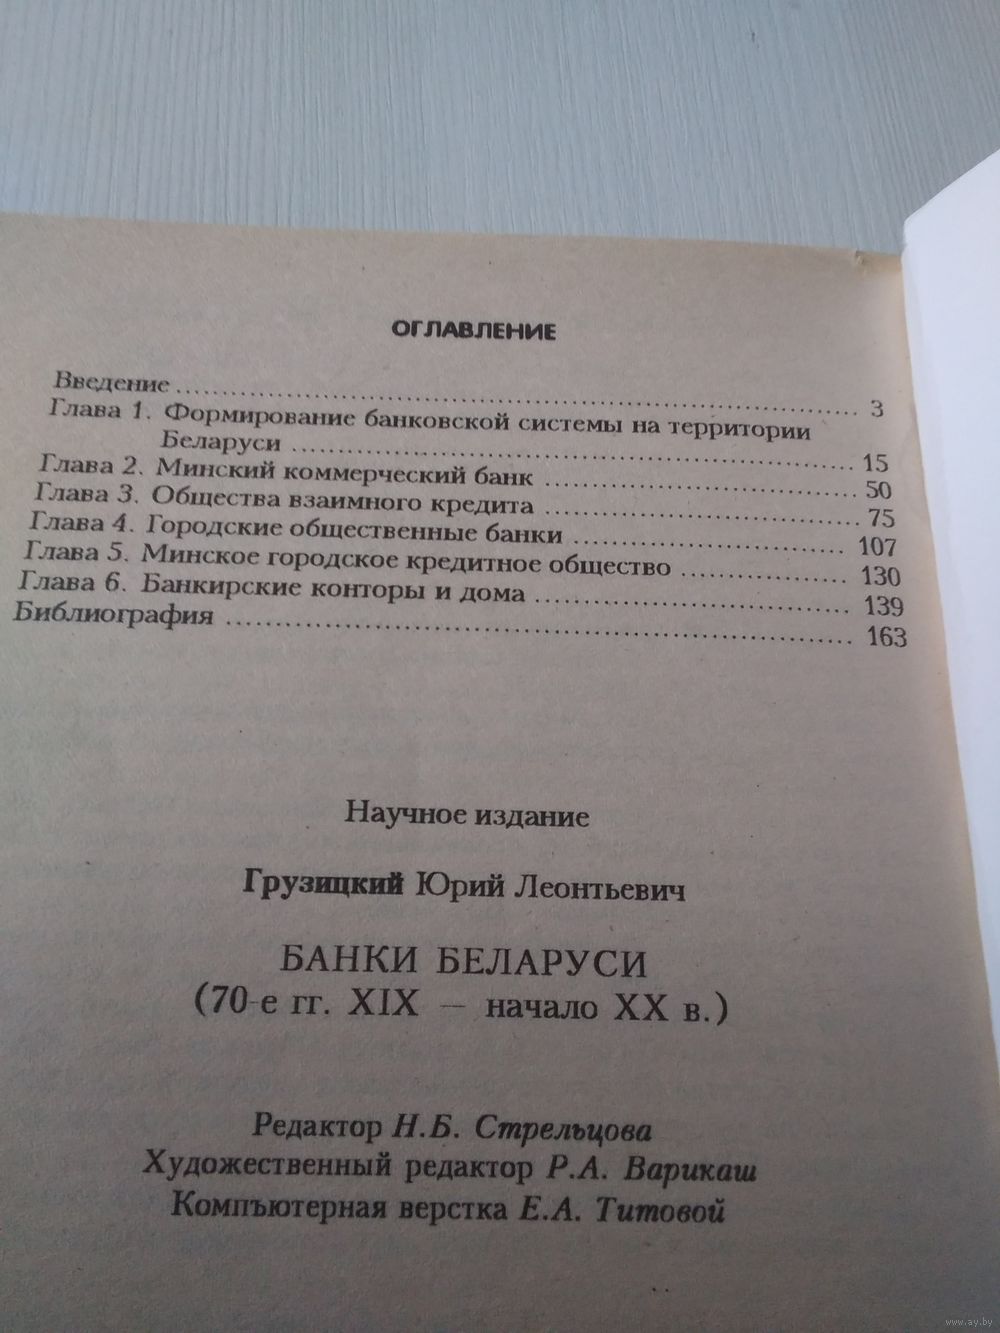 ОГЛАВЛЕНИЕ
Введение ........ 3
Глава 1. Формирование банковской системы на территории
Беларуси ........ 15
Глава 2. Минский коммерческий банк ........ 50
Глава 3. Общества взаимного кредита ........ 75
Глава 4. Городские общественные банки ........ 107
Глава 5. Минское городское кредитное общество ........ 130
Глава 6. Банкирские конторы и дома ........ 139
Библиография ........ 163
Научное издание
Грузицкий Юрий Леонтьевич
БАНКИ БЕЛАРУСИ
(70-е гг. XIX — начало XX в.)
Редактор Н.Б. Стрельцова
Художественный редактор Р.А. Варикаш
Компъютерная верстка Е.А. Титовой
www.ay.by